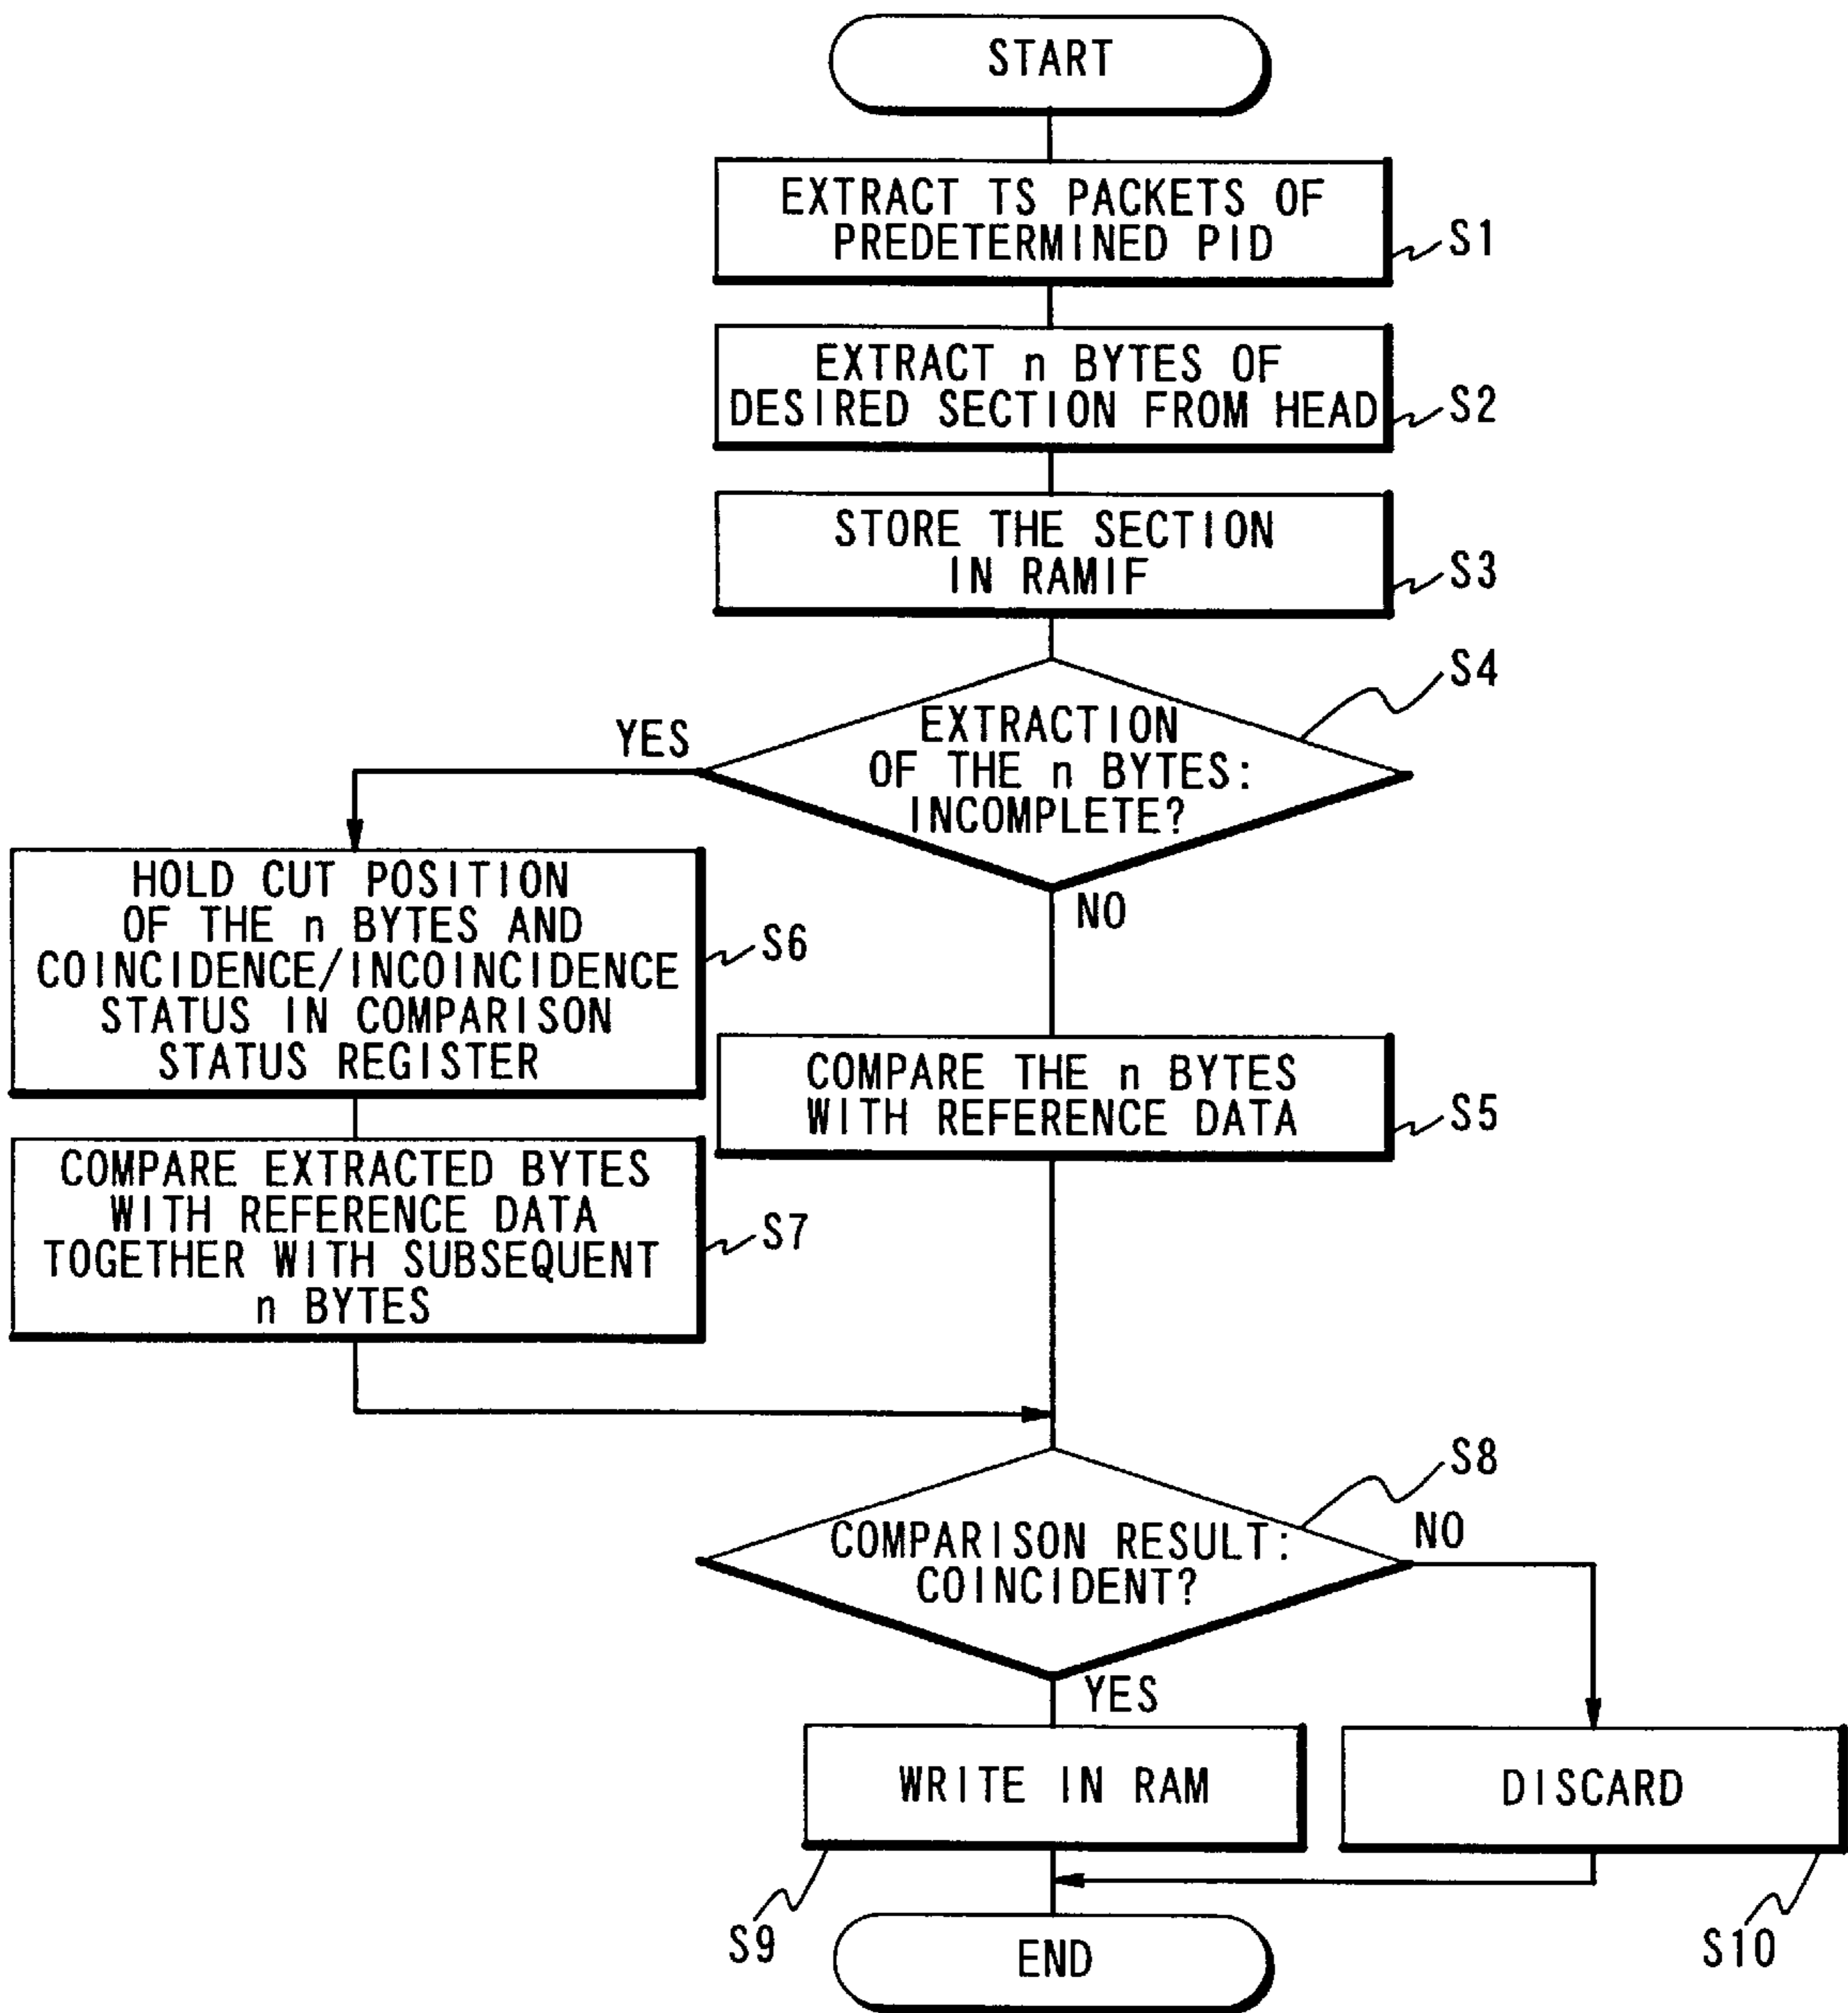 START
EXTRACT TS PACKETS OF
PREDETERMINED PID
S1
EXTRACT n BYTES OF
DESIRED SECTION FROM HEAD
S2
STORE THE SECTION
IN RAMIF
S3
S4
EXTRACTION
OF THE n BYTES:
INCOMPLETE?
YES
NO
HOLD CUT POSITION
OF THE n BYTES AND
COINCIDENCE/INCOINCIDENCE
STATUS IN COMPARISON
STATUS REGISTER
S6
COMPARE THE n BYTES
WITH REFERENCE DATA
S5
COMPARE EXTRACTED BYTES
WITH REFERENCE DATA
TOGETHER WITH SUBSEQUENT
n BYTES
S7
S8
COMPARISON RESULT:
COINCIDENT?
NO
YES
WRITE IN RAM
DISCARD
S9
S10
END